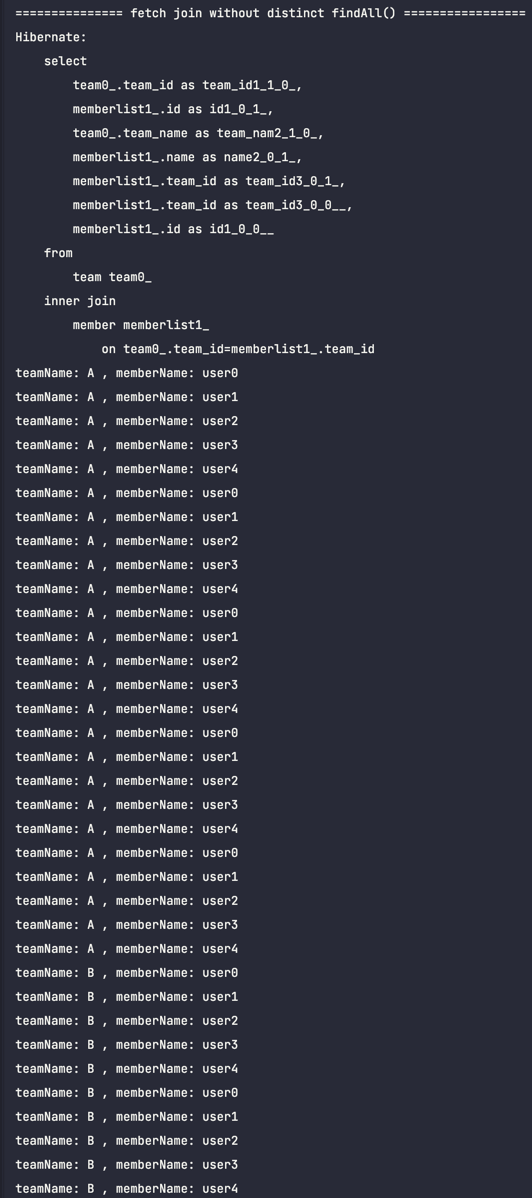 =============== fetch join without distinct findAll() =================
Hibernate:
    select
        team0_.team_id as team_id1_1_0_,
        memberlist1_.id as id1_0_1_,
        team0_.team_name as team_nam2_1_0_,
        memberlist1_.name as name2_0_1_,
        memberlist1_.team_id as team_id3_0_1_,
        memberlist1_.team_id as team_id3_0_0__,
        memberlist1_.id as id1_0_0__
    from
        team team0_
    inner join
        member memberlist1_
            on team0_.team_id=memberlist1_.team_id
teamName: A , memberName: user0
teamName: A , memberName: user1
teamName: A , memberName: user2
teamName: A , memberName: user3
teamName: A , memberName: user4
teamName: A , memberName: user0
teamName: A , memberName: user1
teamName: A , memberName: user2
teamName: A , memberName: user3
teamName: A , memberName: user4
teamName: A , memberName: user0
teamName: A , memberName: user1
teamName: A , memberName: user2
teamName: A , memberName: user3
teamName: A , memberName: user4
teamName: A , memberName: user0
teamName: A , memberName: user1
teamName: A , memberName: user2
teamName: A , memberName: user3
teamName: A , memberName: user4
teamName: A , memberName: user0
teamName: A , memberName: user1
teamName: A , memberName: user2
teamName: A , memberName: user3
teamName: A , memberName: user4
teamName: B , memberName: user0
teamName: B , memberName: user1
teamName: B , memberName: user2
teamName: B , memberName: user3
teamName: B , memberName: user4
teamName: B , memberName: user0
teamName: B , memberName: user1
teamName: B , memberName: user2
teamName: B , memberName: user3
teamName: B , memberName: user4